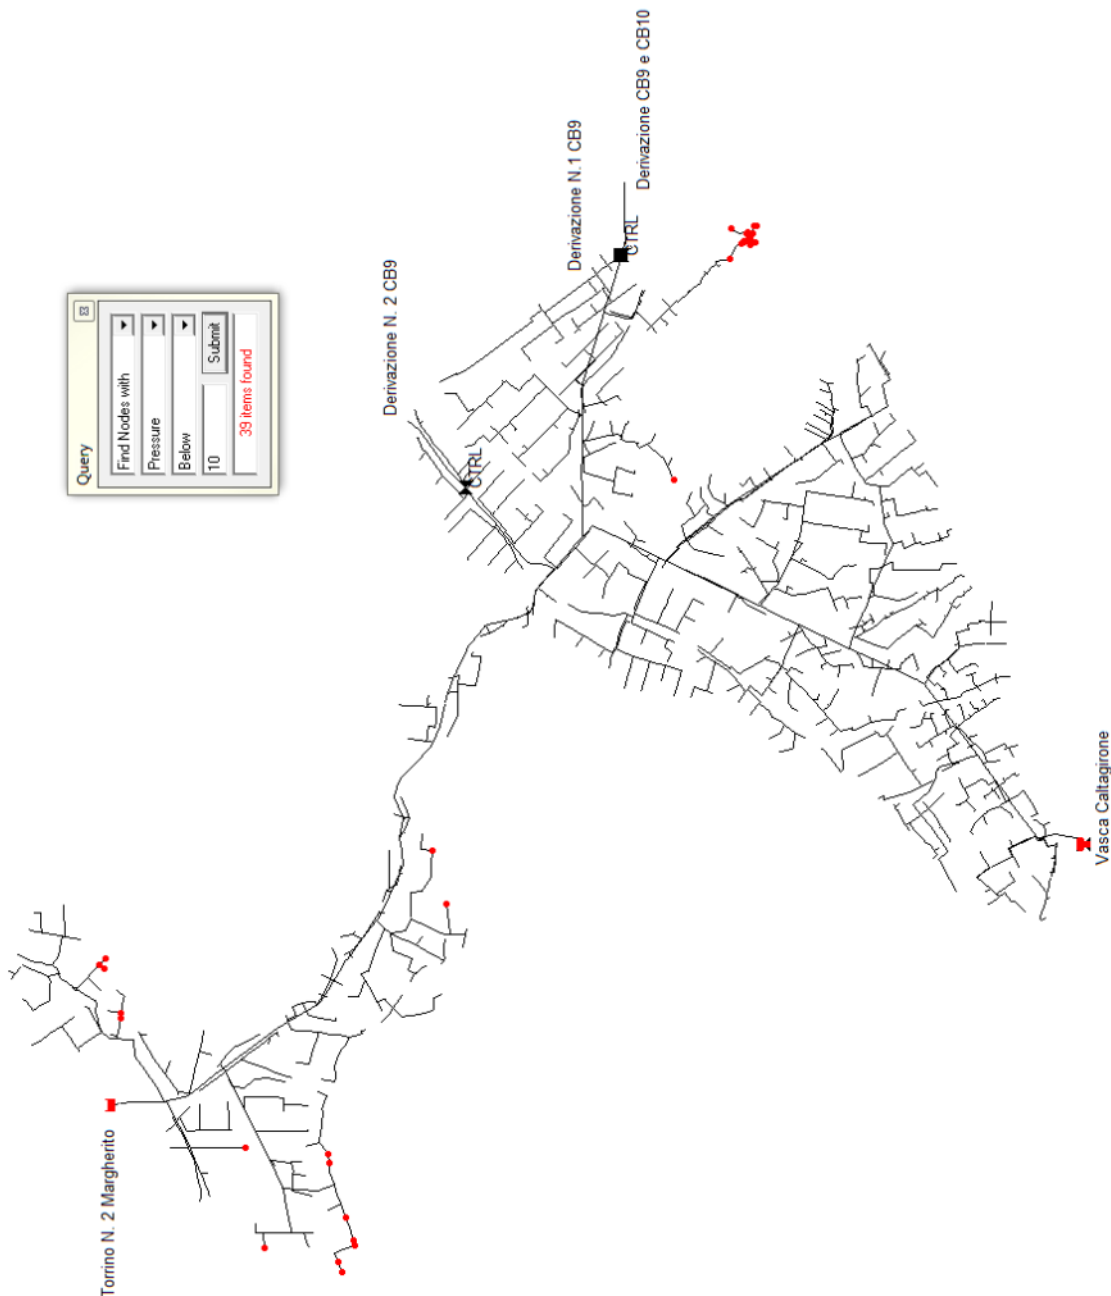 Query
Find Nodes with
Pressure
Below
10
Submit
39 items found
Derivazione N. 2 CB9
CTRL
Derivazione N.1 CB9
CTRL
Derivazione CB9 e CB10
Torrino N. 2 Margherito
Vasca Caltagirone